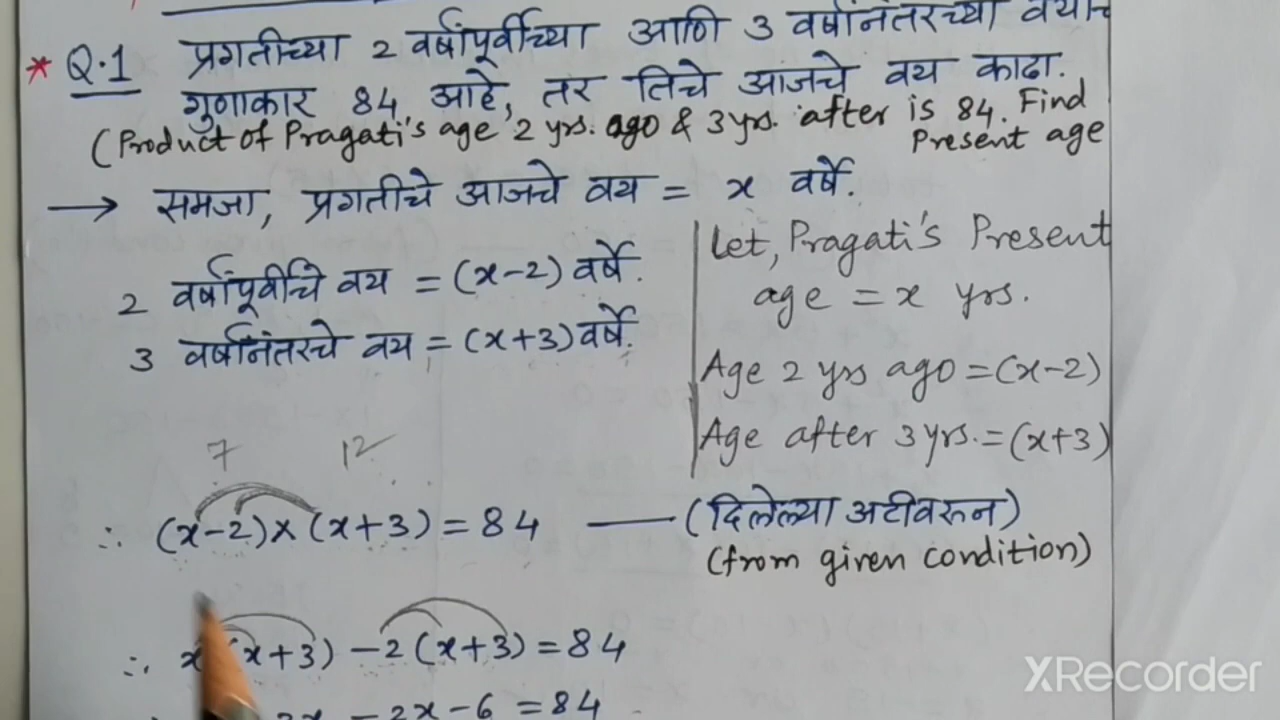 * Q.1 प्रगतीच्या 2 वर्षांपूर्वीच्या आणि 3 वर्षांनंतरच्या
गुणाकार 84 आहे, तर तिचे आजचे वय काढा.
(Product of Pragati's age 2 yrs. ago & 3 yrs. after is 84. Find
Present age
→ समजा, प्रगतीचे आजचे वय = x वर्षे.
2 वर्षांपूर्वीचे वय = (x-2) वर्षे.
3 वर्षांनंतरचे वय = (x+3) वर्षे.
Let, Pragati's Present
age = x yrs.
Age 2 yrs ago = (x-2)
Age after 3 yrs. = (x+3)
7 12
∴ (x-2)×(x+3) = 84 — (दिलेल्या अटीवरून)
(from given condition)
∴ x(x+3) -2(x+3) = 84
- 2x - 6 = 84
XRecorder